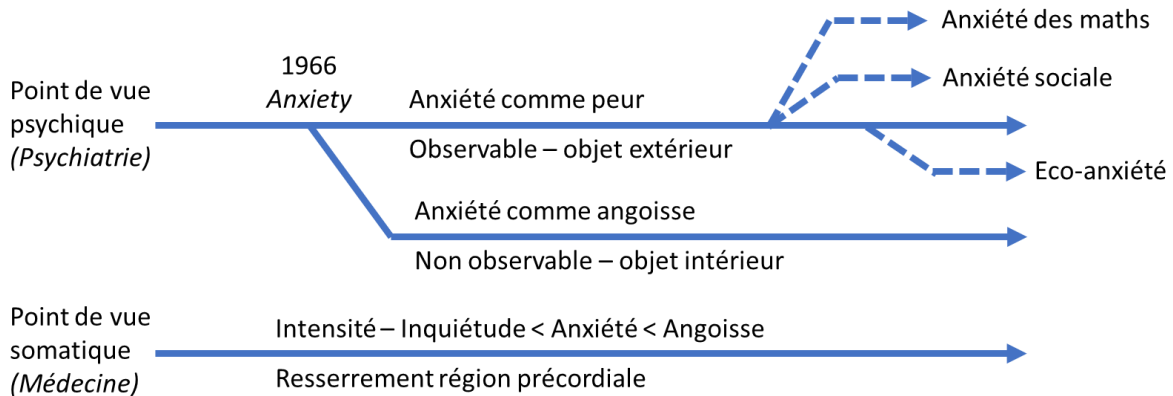 Anxiété des maths
Anxiété sociale
1966
Anxiety
Point de vue
psychique
(Psychiatrie)
Anxiété comme peur
Observable – objet extérieur
Eco-anxiété
Anxiété comme angoisse
Non observable – objet intérieur
Point de vue
somatique
(Médecine)
Intensité – Inquiétude < Anxiété < Angoisse
Resserrement région précordiale